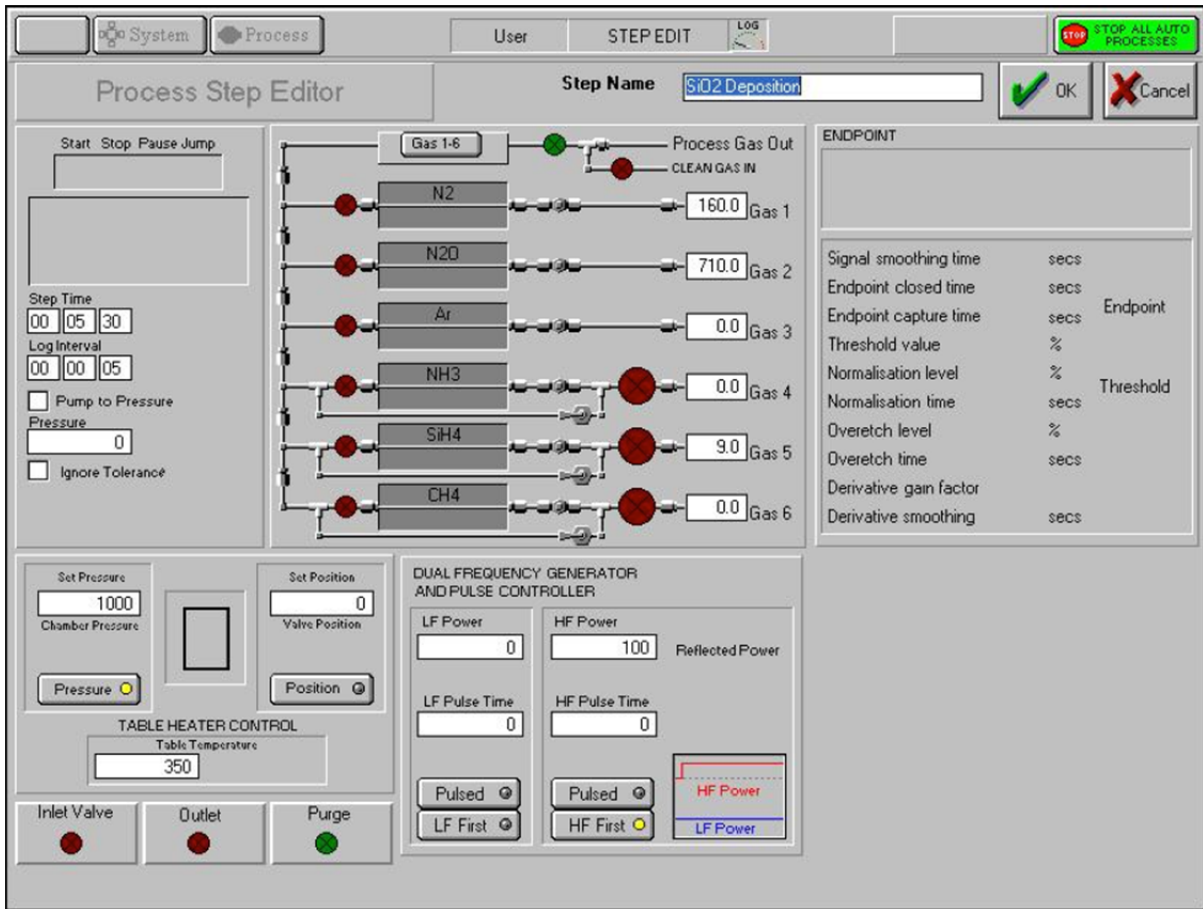 System Process User STEP EDIT LOG STOP STOP ALL AUTO
PROCESSES
Process Step Editor Step Name SiO2 Deposition OK Cancel
Start Stop Pause Jump
Step Time
00 05 30
Log Interval
00 00 05
Pump to Pressure
Pressure
0
Ignore Tolerance
Gas 1-6 Process Gas Out
CLEAN GAS IN
N2 160.0 Gas 1
N2O 710.0 Gas 2
Ar 0.0 Gas 3
NH3 0.0 Gas 4
SiH4 9.0 Gas 5
CH4 0.0 Gas 6
ENDPOINT
Signal smoothing time secs
Endpoint closed time secs
Endpoint capture time secs
Endpoint
Threshold value %
Normalisation level %
Threshold
Normalisation time secs
Overetch level %
Overetch time secs
Derivative gain factor
Derivative smoothing secs
Set Pressure
1000
Chamber Pressure
Pressure
Set Position
0
Valve Position
Position
TABLE HEATER CONTROL
Table Temperature
350
Inlet Valve Outlet Purge
DUAL FREQUENCY GENERATOR
AND PULSE CONTROLLER
LF Power
0
LF Pulse Time
0
Pulsed
LF First
HF Power
100
Reflected Power
HF Pulse Time
0
Pulsed
HF First
HF Power
LF Power